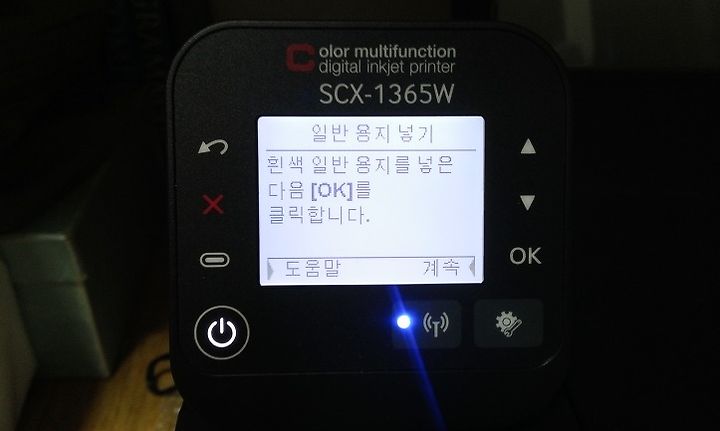 Color multifunction
digital inkjet printer
SCX-1365W
일반 용지 넣기
흰색 일반 용지를 넣은
다음 [OK]를
클릭합니다.
도움말 계속
OK